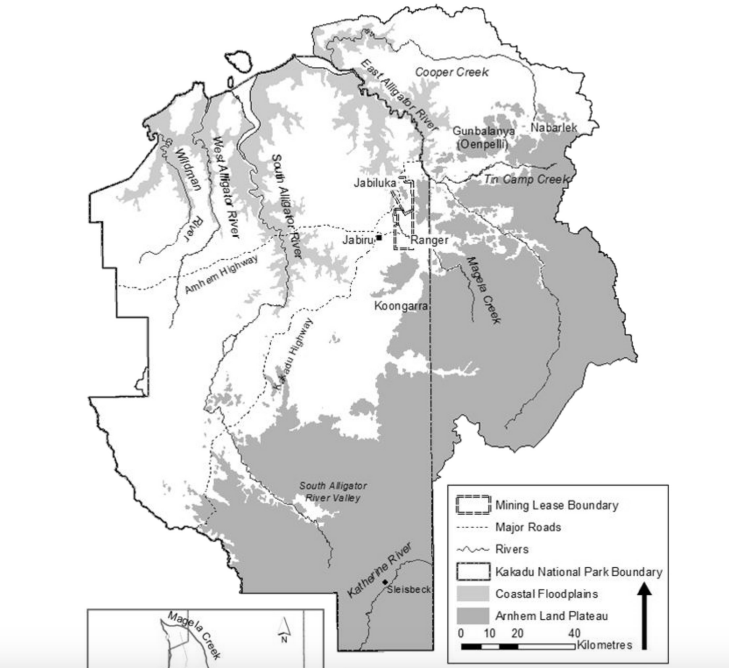 Cooper Creek
East Alligator River
Gunbalanya
(Oenpelli)
Nabarlek
Wildman
River
West Alligator River
South Alligator River
Tin Camp Creek
Jabiluka
Jabiru
Ranger
Arnhem Highway
Magela Creek
Koongarra
Kakadu Highway
South Alligator
River Valley
Katherine River
Sleisbeck
Mining Lease Boundary
Major Roads
Rivers
Kakadu National Park Boundary
Coastal Floodplains
Arnhem Land Plateau
0 10 20 40
Kilometres
Magela Creek
N